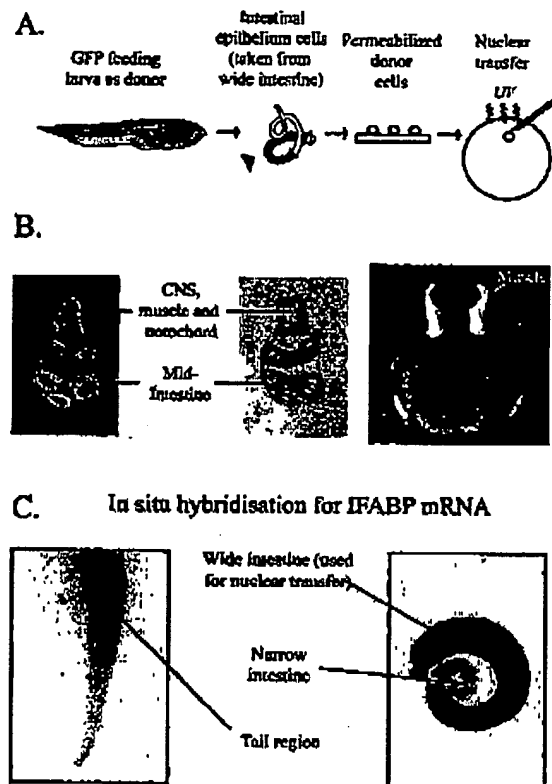 A.
GFP feeding
larva as donor
Intestinal
epithelium cells
(taken from
wide intestine)
Permeabilized
donor
cells
Nuclear
transfer
UV
B.
CNS,
muscle and
notochord
Mid-
Intestine
Muscle
C.
In situ hybridisation for IFABP mRNA
Wide intestine (used
for nuclear transfer)
Narrow
intestine
Tail region